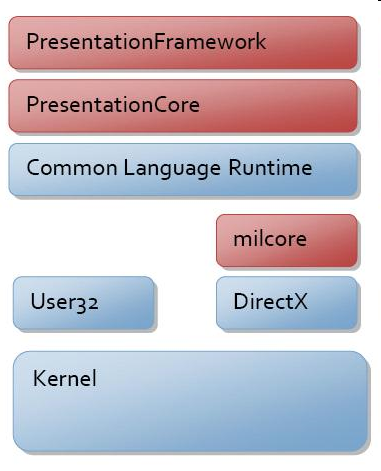 PresentationFramework
PresentationCore
Common Language Runtime
milcore
User32
DirectX
Kernel